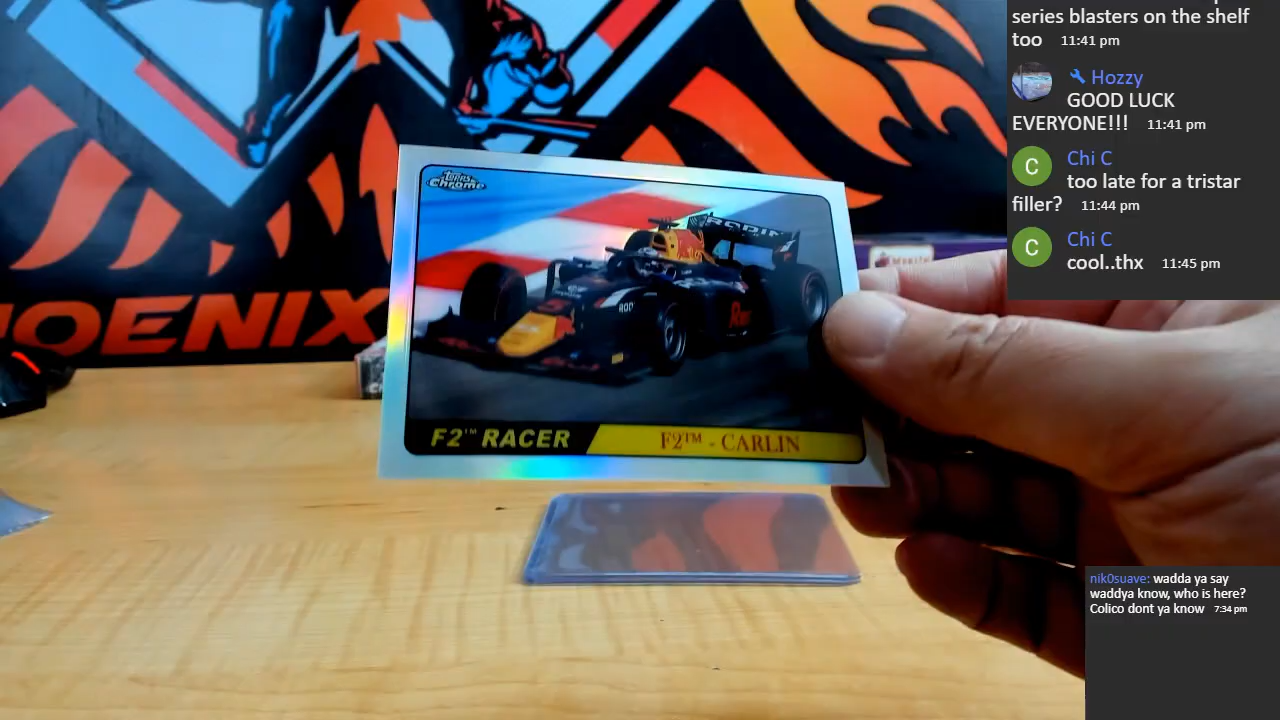 series blasters on the shelf
too 11:41 pm
Hozzy
GOOD LUCK
EVERYONE!!! 11:41 pm
C
Chi C
too late for a tristar
filler? 11:44 pm
C
Chi C
cool..thx 11:45 pm
OENIX
Topps
Chrome
RODIN
ROD
F2™ RACER
F2™ - CARLIN
nik0suave: wadda ya say
waddya know, who is here?
Colico dont ya know 7:34 pm